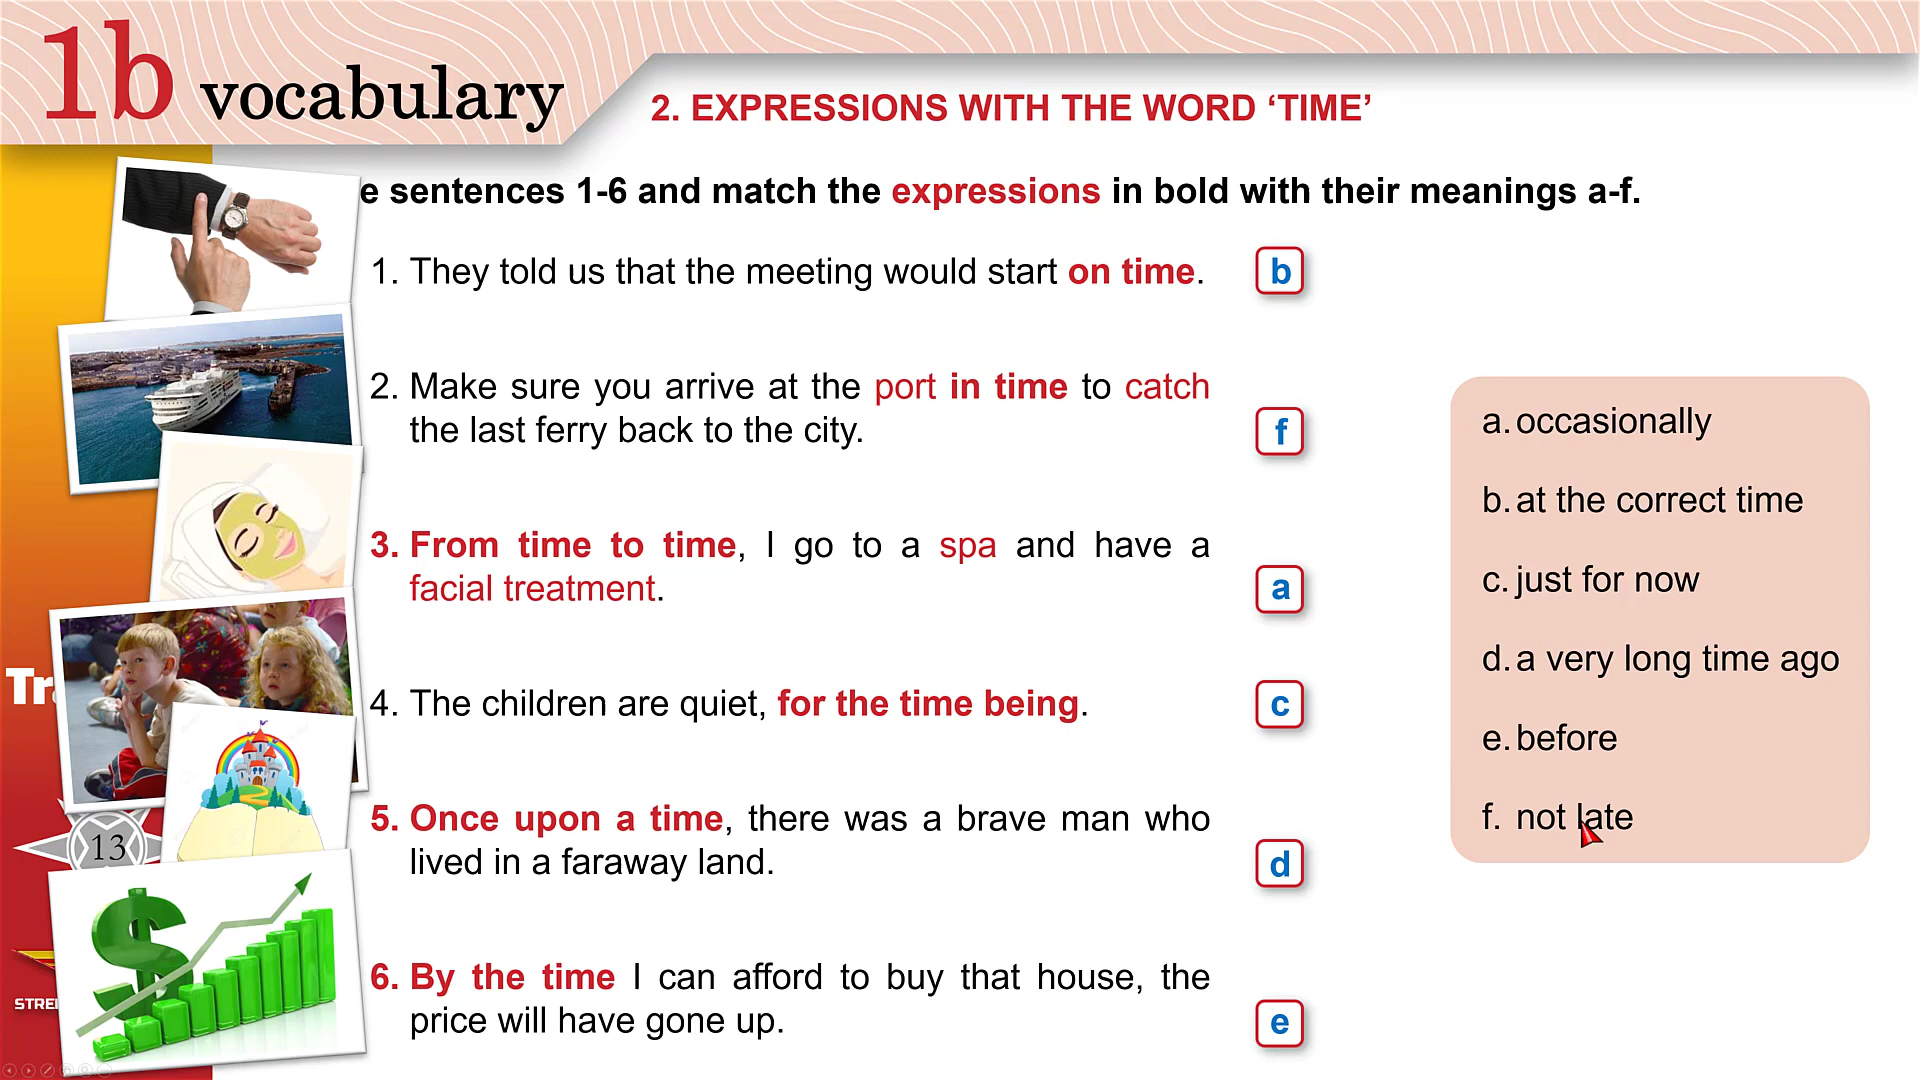 1b vocabulary
2. EXPRESSIONS WITH THE WORD ‘TIME’
e sentences 1-6 and match the expressions in bold with their meanings a-f.
1. They told us that the meeting would start on time.
b
2. Make sure you arrive at the port in time to catch
the last ferry back to the city.
f
3. From time to time, I go to a spa and have a
facial treatment.
a
4. The children are quiet, for the time being.
c
5. Once upon a time, there was a brave man who
lived in a faraway land.
d
6. By the time I can afford to buy that house, the
price will have gone up.
e
a. occasionally
b. at the correct time
c. just for now
d. a very long time ago
e. before
f. not late
Tr
13
STRE